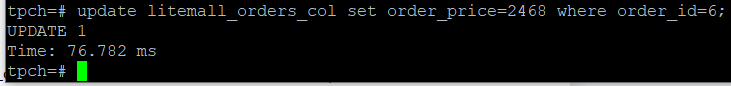 tpch=# update litemall_orders_col set order_price=2468 where order_id=6;
UPDATE 1
Time: 76.782 ms
tpch=#